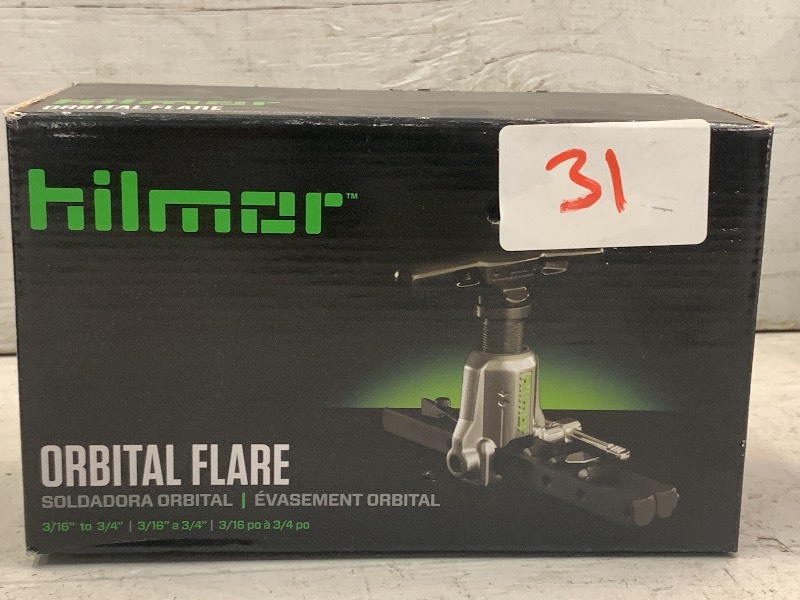 hilmor
ORBITAL FLARE
31
hilmor™
ORBITAL FLARE
SOLDADORA ORBITAL | ÉVASEMENT ORBITAL
3/16" to 3/4" | 3/16" a 3/4" | 3/16 po à 3/4 po